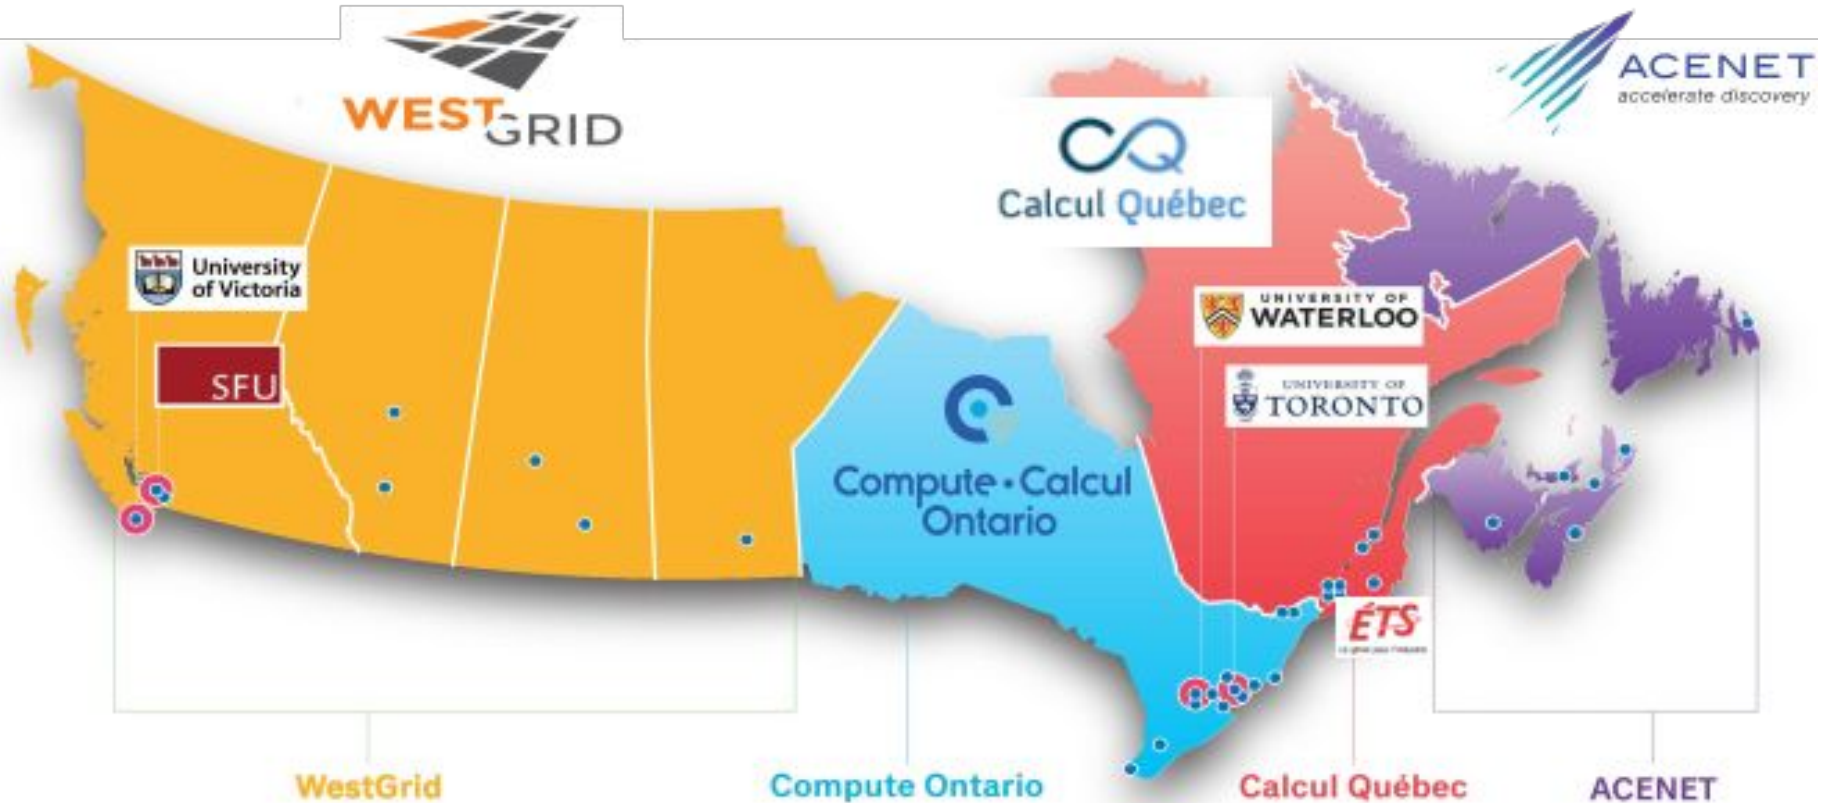 WESTGRID
ACENET
accelerate discovery
CQ
Calcul Québec
University
of Victoria
SFU
UNIVERSITY OF
WATERLOO
UNIVERSITY OF
TORONTO
Compute • Calcul
Ontario
ÉTS
WestGrid
Compute Ontario
Calcul Québec
ACENET